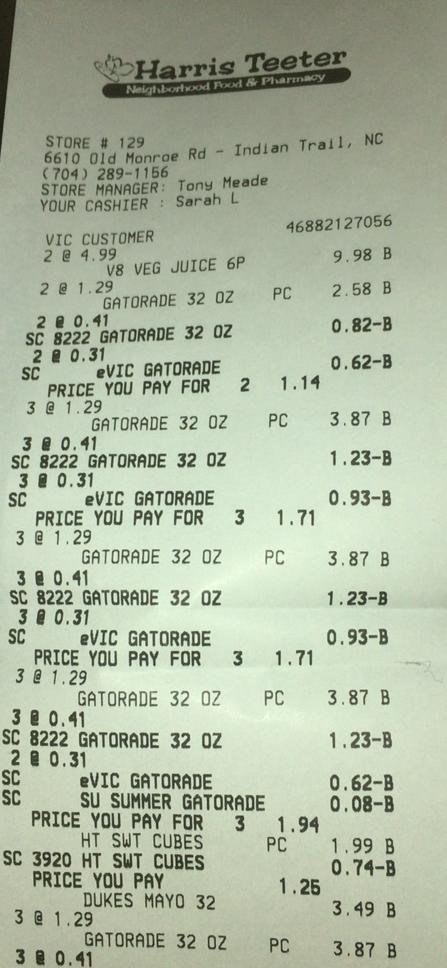 Harris Teeter
Neighborhood Food & Pharmacy
STORE # 129
6610 Old Monroe Rd - Indian Trail, NC
(704) 289-1156
STORE MANAGER: Tony Meade
YOUR CASHIER : Sarah L
VIC CUSTOMER 46882127056
2 @ 4.99
V8 VEG JUICE 6P 9.98 B
2 @ 1.29
GATORADE 32 OZ PC 2.58 B
2 @ 0.41
SC 8222 GATORADE 32 OZ 0.82-B
2 @ 0.31
SC eVIC GATORADE 0.62-B
PRICE YOU PAY FOR 2 1.14
3 @ 1.29
GATORADE 32 OZ PC 3.87 B
3 @ 0.41
SC 8222 GATORADE 32 OZ 1.23-B
3 @ 0.31
SC eVIC GATORADE 0.93-B
PRICE YOU PAY FOR 3 1.71
3 @ 1.29
GATORADE 32 OZ PC 3.87 B
3 @ 0.41
SC 8222 GATORADE 32 OZ 1.23-B
3 @ 0.31
SC eVIC GATORADE 0.93-B
PRICE YOU PAY FOR 3 1.71
3 @ 1.29
GATORADE 32 OZ PC 3.87 B
3 @ 0.41
SC 8222 GATORADE 32 OZ 1.23-B
2 @ 0.31
SC eVIC GATORADE 0.62-B
SC SU SUMMER GATORADE 0.08-B
PRICE YOU PAY FOR 3 1.94
HT SWT CUBES PC 1.99 B
SC 3920 HT SWT CUBES 0.74-B
PRICE YOU PAY 1.25
DUKES MAYO 32 3.49 B
3 @ 1.29
GATORADE 32 OZ PC 3.87 B
3 @ 0.41